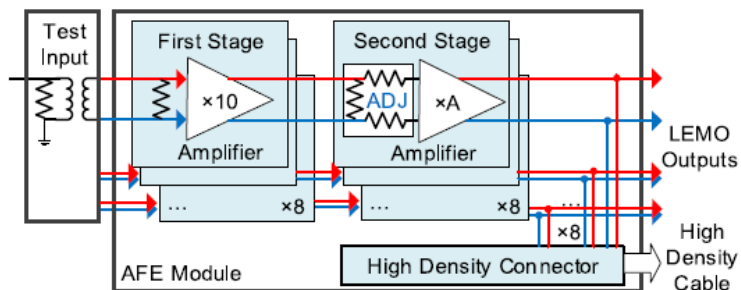 Test
Input
First Stage
×10
Amplifier
... ×8
Second Stage
ADJ
×A
Amplifier
... ×8
LEMO
Outputs
...
×8
High Density Connector
High
Density
Cable
AFE Module